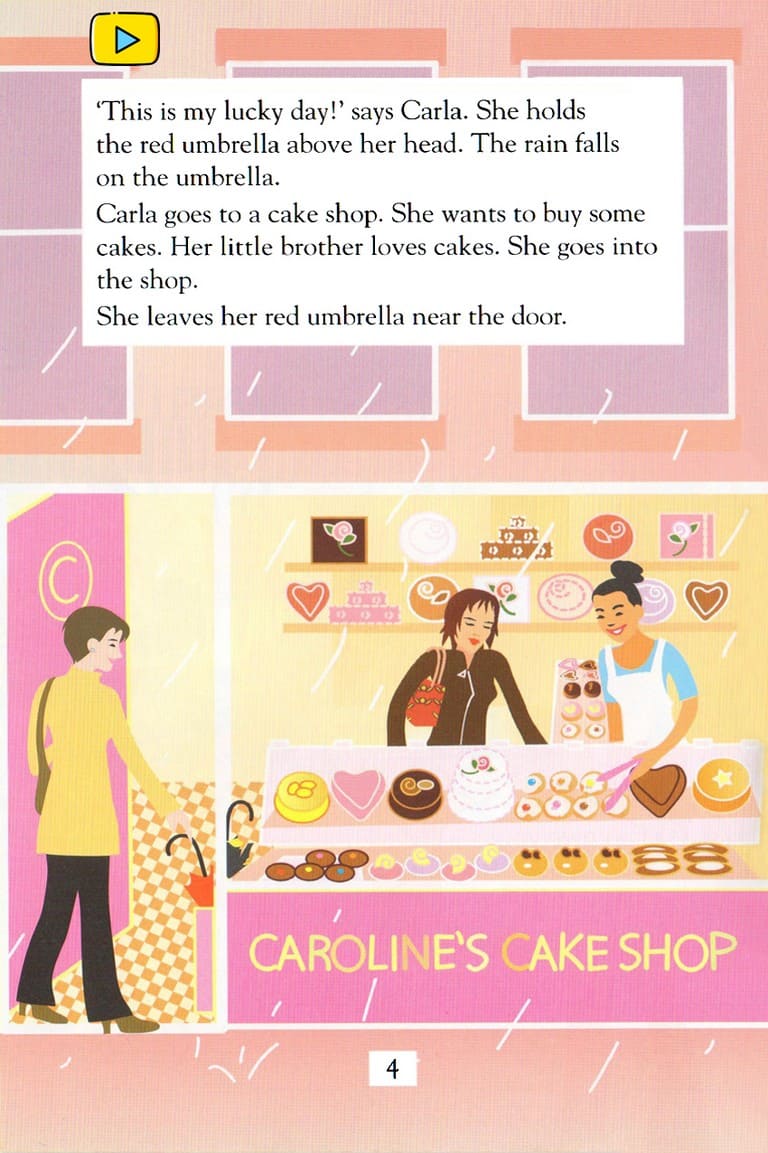 ‘This is my lucky day!’ says Carla. She holds
the red umbrella above her head. The rain falls
on the umbrella.
Carla goes to a cake shop. She wants to buy some
cakes. Her little brother loves cakes. She goes into
the shop.
She leaves her red umbrella near the door.
C
CAROLINE'S CAKE SHOP
4